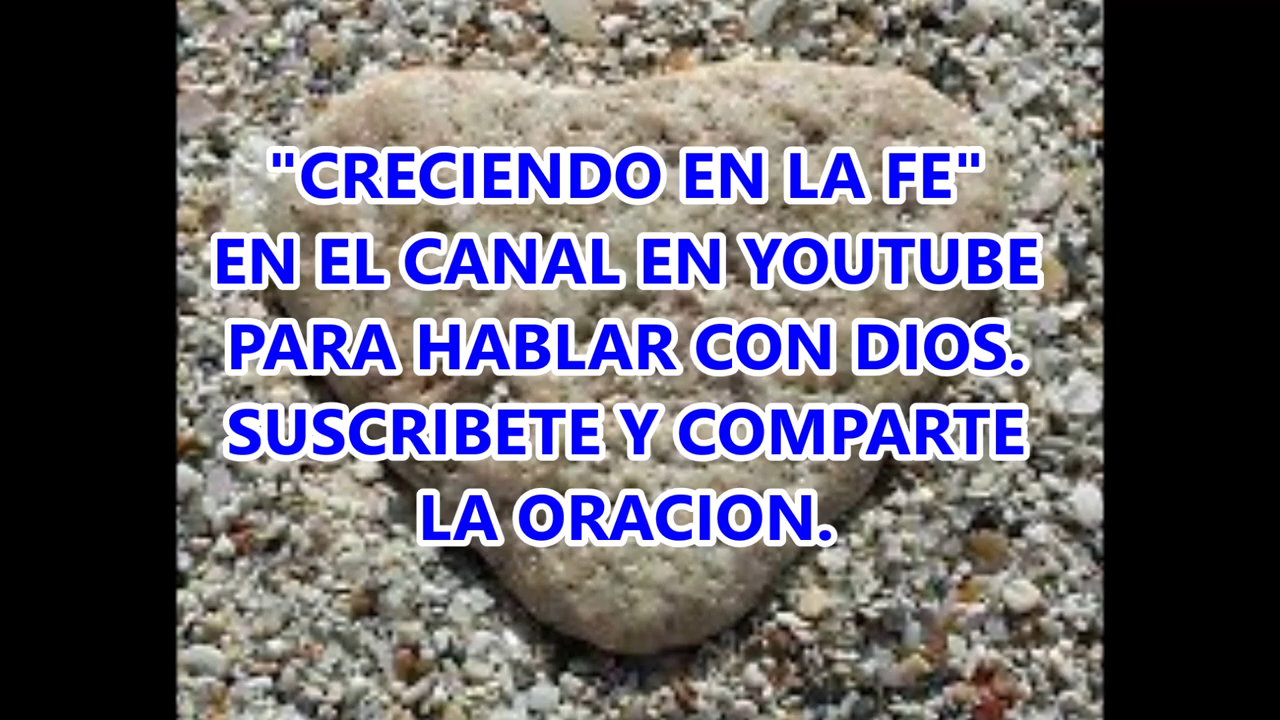 "CRECIENDO EN LA FE"
EN EL CANAL EN YOUTUBE
PARA HABLAR CON DIOS.
SUSCRIBETE Y COMPARTE
LA ORACION.